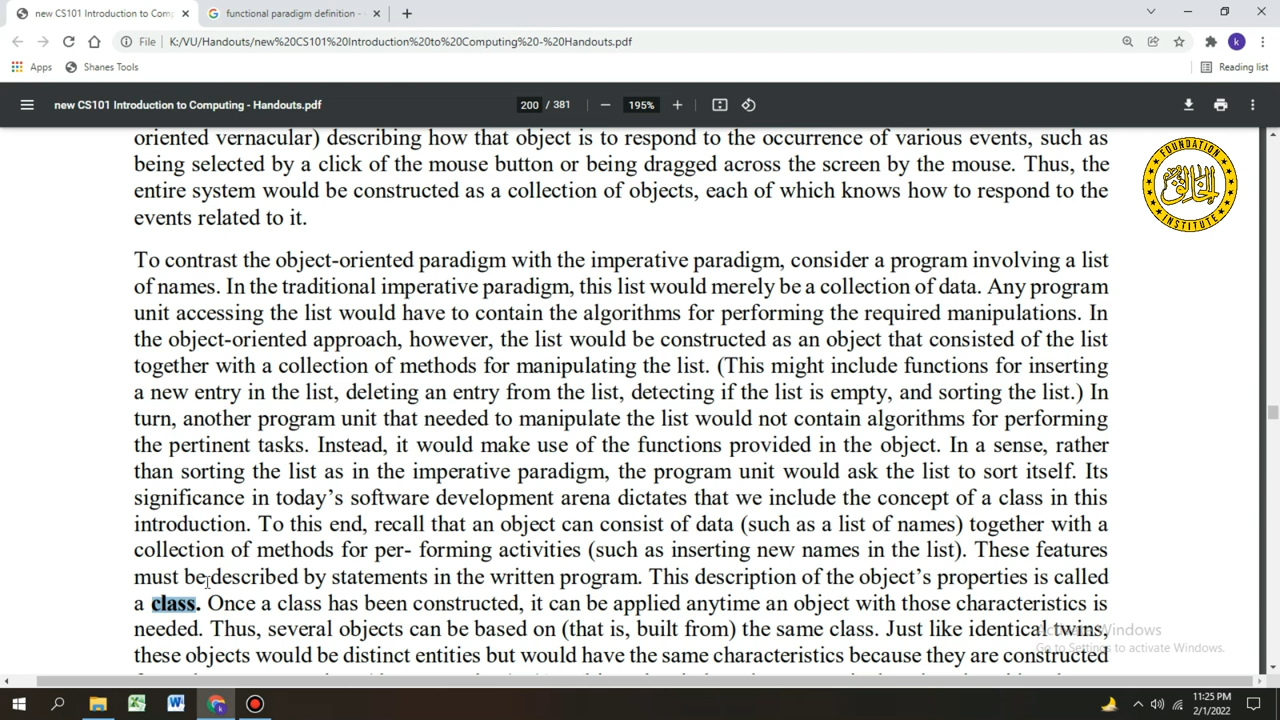 new CS101 Introduction to Comp
functional paradigm definition -
File K:/VU/Handouts/new%20CS101%20Introduction%20to%20Computing%20-%20Handouts.pdf
Apps Shanes Tools Reading list
new CS101 Introduction to Computing - Handouts.pdf 200 / 381 195%
oriented vernacular) describing how that object is to respond to the occurrence of various events, such as
being selected by a click of the mouse button or being dragged across the screen by the mouse. Thus, the
entire system would be constructed as a collection of objects, each of which knows how to respond to the
events related to it.
To contrast the object-oriented paradigm with the imperative paradigm, consider a program involving a list
of names. In the traditional imperative paradigm, this list would merely be a collection of data. Any program
unit accessing the list would have to contain the algorithms for performing the required manipulations. In
the object-oriented approach, however, the list would be constructed as an object that consisted of the list
together with a collection of methods for manipulating the list. (This might include functions for inserting
a new entry in the list, deleting an entry from the list, detecting if the list is empty, and sorting the list.) In
turn, another program unit that needed to manipulate the list would not contain algorithms for performing
the pertinent tasks. Instead, it would make use of the functions provided in the object. In a sense, rather
than sorting the list as in the imperative paradigm, the program unit would ask the list to sort itself. Its
significance in today's software development arena dictates that we include the concept of a class in this
introduction. To this end, recall that an object can consist of data (such as a list of names) together with a
collection of methods for per- forming activities (such as inserting new names in the list). These features
must be described by statements in the written program. This description of the object's properties is called
a class. Once a class has been constructed, it can be applied anytime an object with those characteristics is
needed. Thus, several objects can be based on (that is, built from) the same class. Just like identical twins,
these objects would be distinct entities but would have the same characteristics because they are constructed
FOUNDATION
INSTITUTE
Activate Windows
Go to Settings to activate Windows.
11:25 PM
2/1/2022